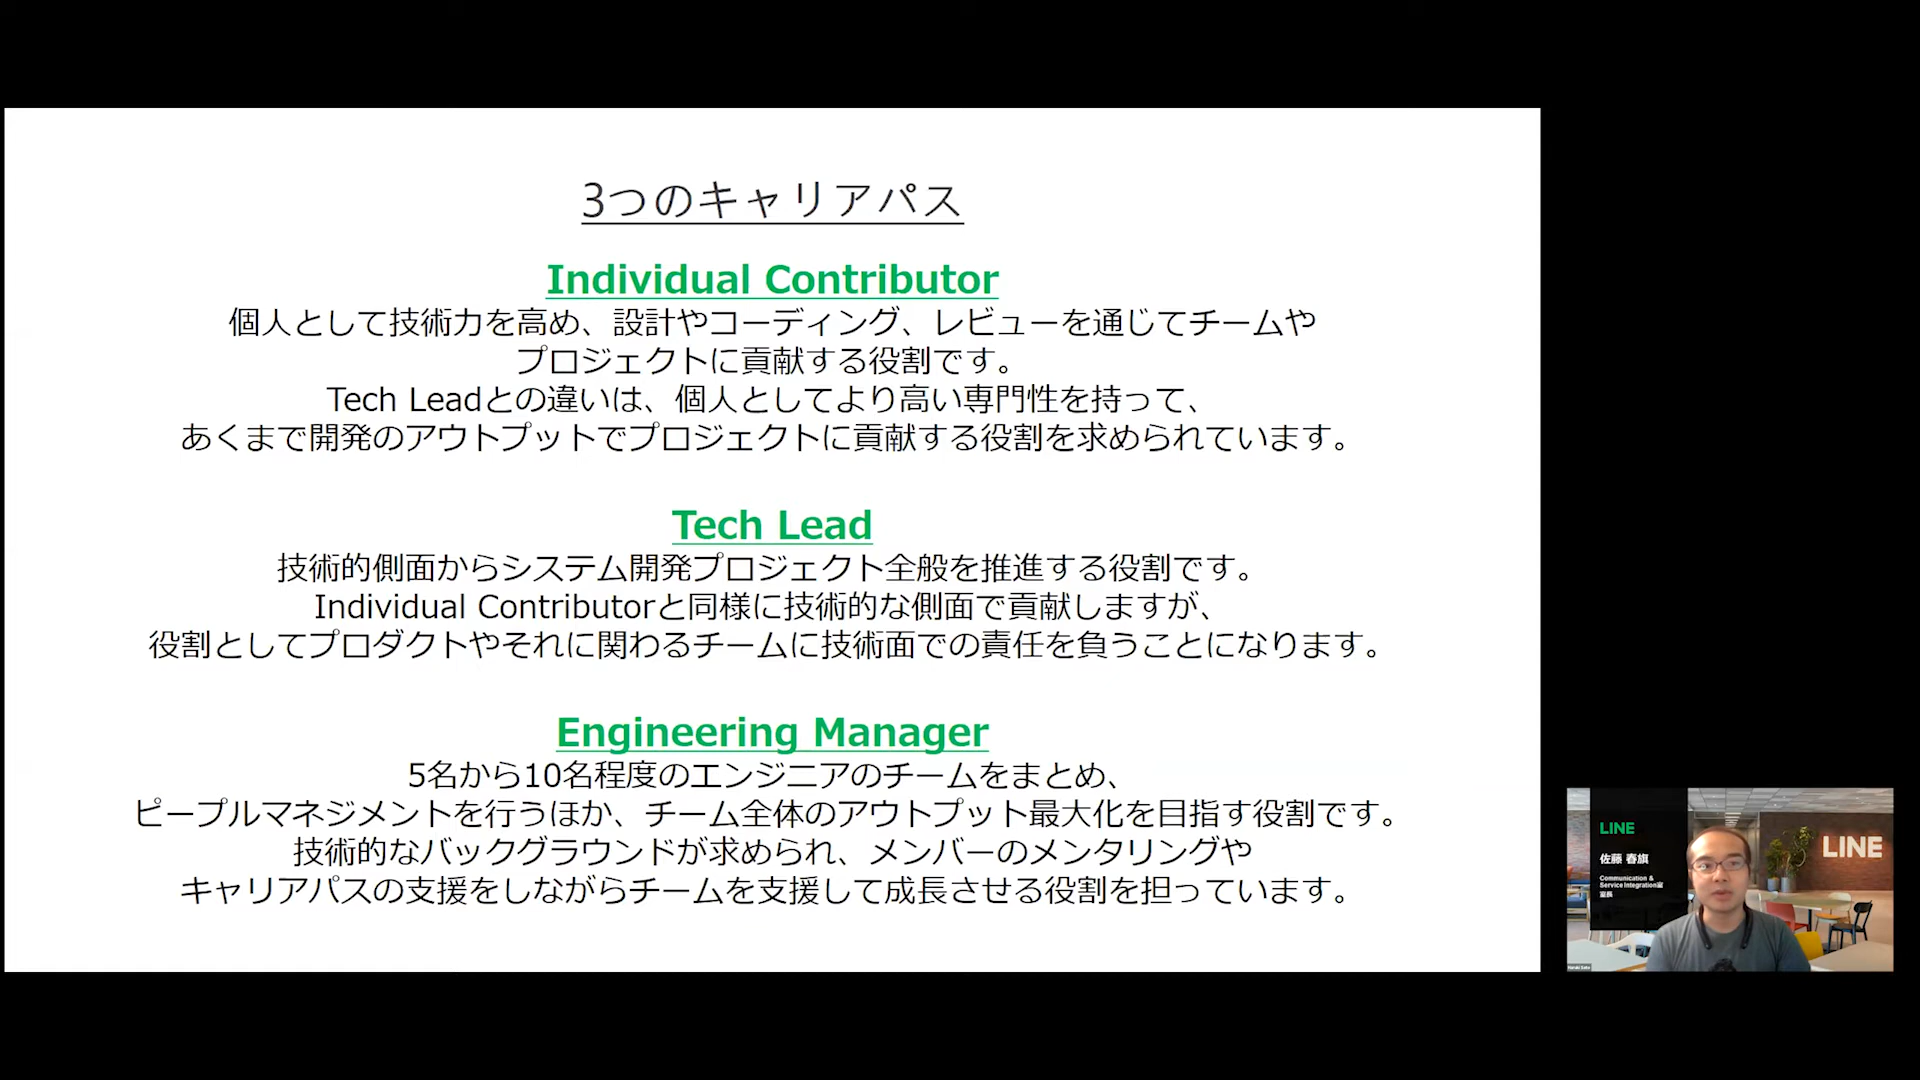 3つのキャリアパス
Individual Contributor
個人として技術力を高め、設計やコーディング、レビューを通じてチームや
プロジェクトに貢献する役割です。
Tech Leadとの違いは、個人としてより高い専門性を持って、
あくまで開発のアウトプットでプロジェクトに貢献する役割を求められています。
Tech Lead
技術的側面からシステム開発プロジェクト全般を推進する役割です。
Individual Contributorと同様に技術的な側面で貢献しますが、
役割としてプロダクトやそれに関わるチームに技術面での責任を負うことになります。
Engineering Manager
5名から10名程度のエンジニアのチームをまとめ、
ピープルマネジメントを行うほか、チーム全体のアウトプット最大化を目指す役割です。
技術的なバックグラウンドが求められ、メンバーのメンタリングや
キャリアパスの支援をしながらチームを支援して成長させる役割を担っています。
LINE
佐藤 春旗
Communication &
Service Integration室
室長
LINE
Haruki Sato